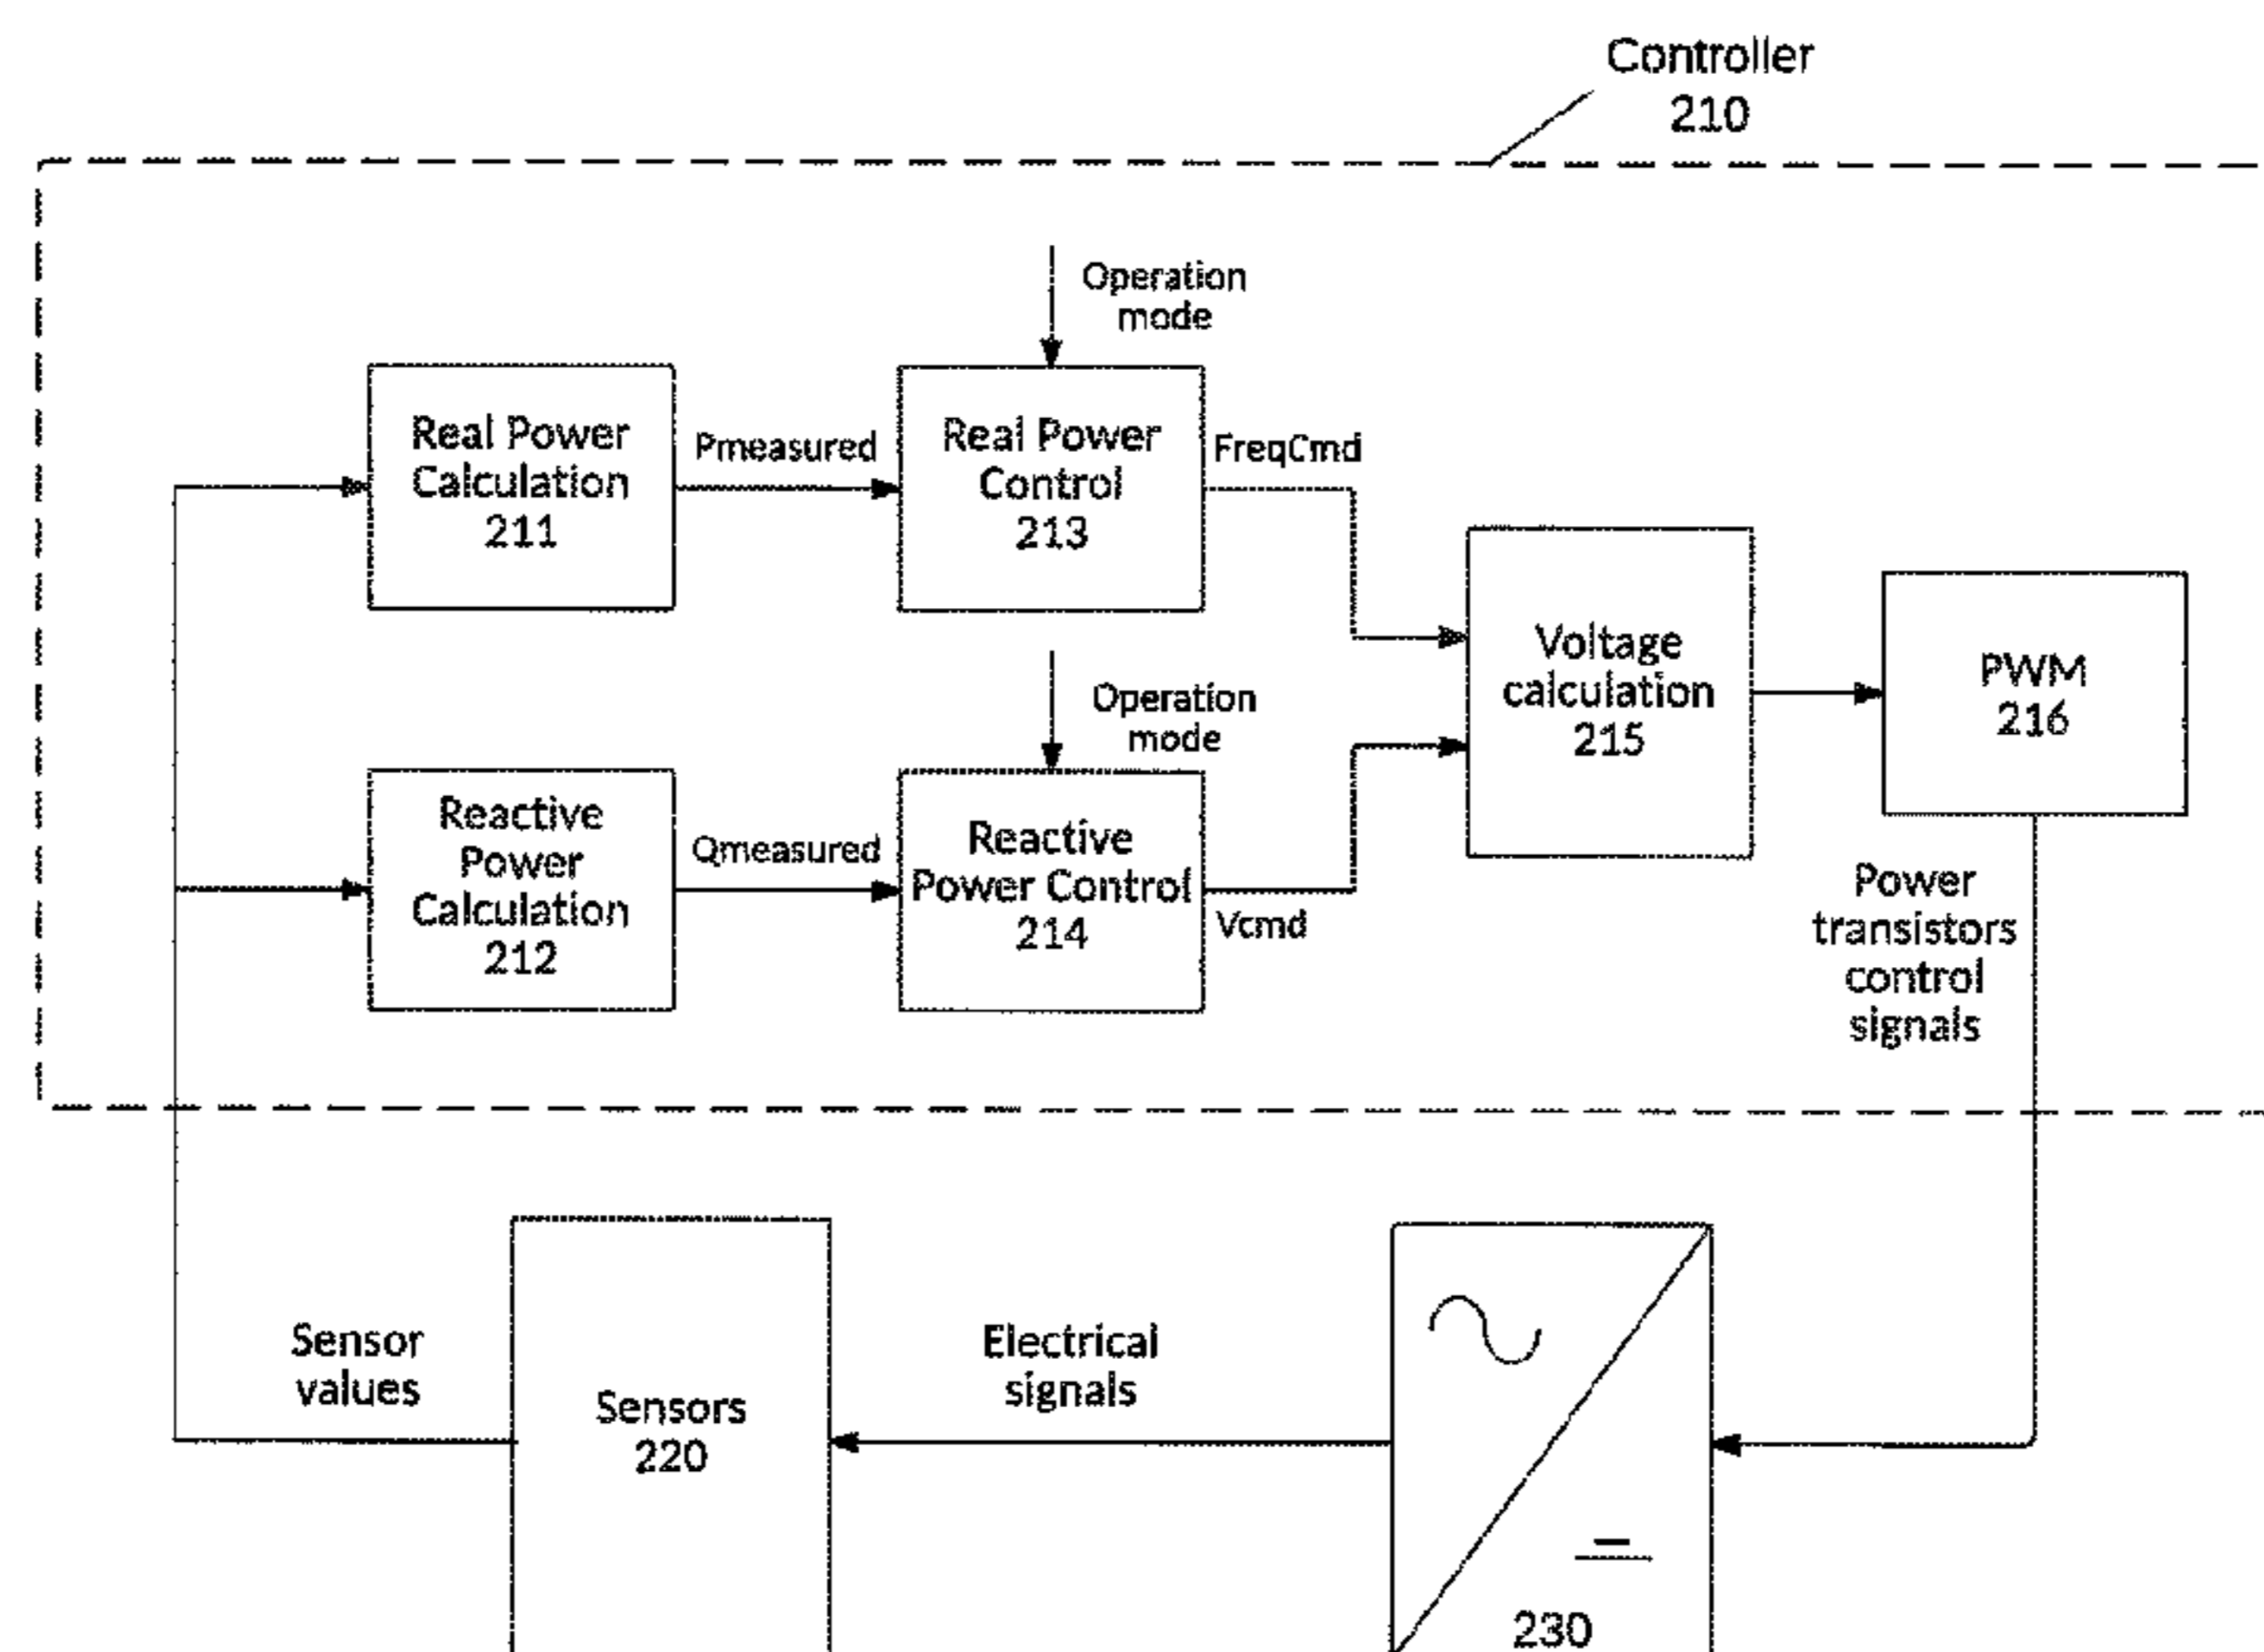 Controller
210
Operation
mode
Real Power
Calculation
211
Pmeasured
Real Power
Control
213
FreqCmd
Voltage
calculation
215
PWM
216
Operation
mode
Reactive
Power
Calculation
212
Qmeasured
Reactive
Power Control
214
Vcmd
Power
transistors
control
signals
Sensor
values
Sensors
220
Electrical
signals
230